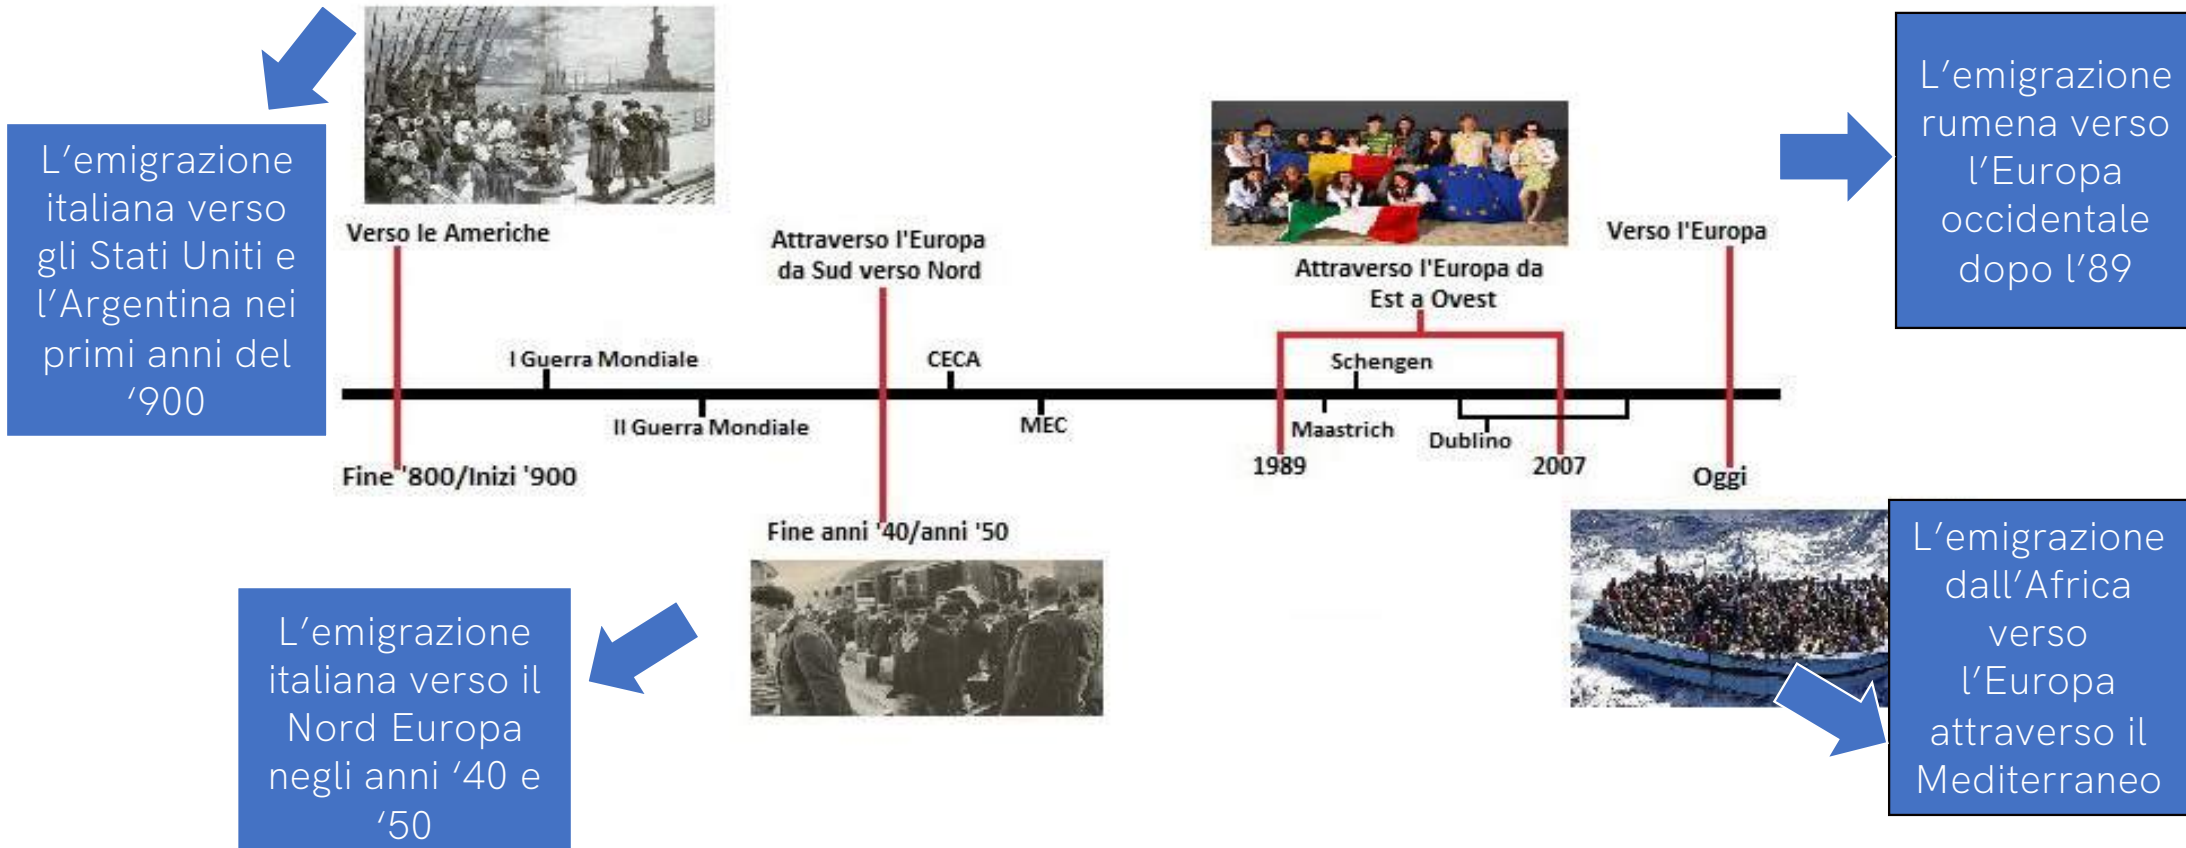 L’emigrazione
italiana verso
gli Stati Uniti e
l’Argentina nei
primi anni del
‘900
Verso le Americhe
Attraverso l'Europa
da Sud verso Nord
Attraverso l'Europa da
Est a Ovest
Verso l'Europa
L’emigrazione
rumena verso
l’Europa
occidentale
dopo l’89
I Guerra Mondiale
CECA
Schengen
II Guerra Mondiale
MEC
Maastrich
Dublino
Fine '800/Inizi '900
1989
2007
Oggi
Fine anni '40/anni '50
L’emigrazione
italiana verso il
Nord Europa
negli anni ‘40 e
‘50
L’emigrazione
dall’Africa
verso
l’Europa
attraverso il
Mediterraneo